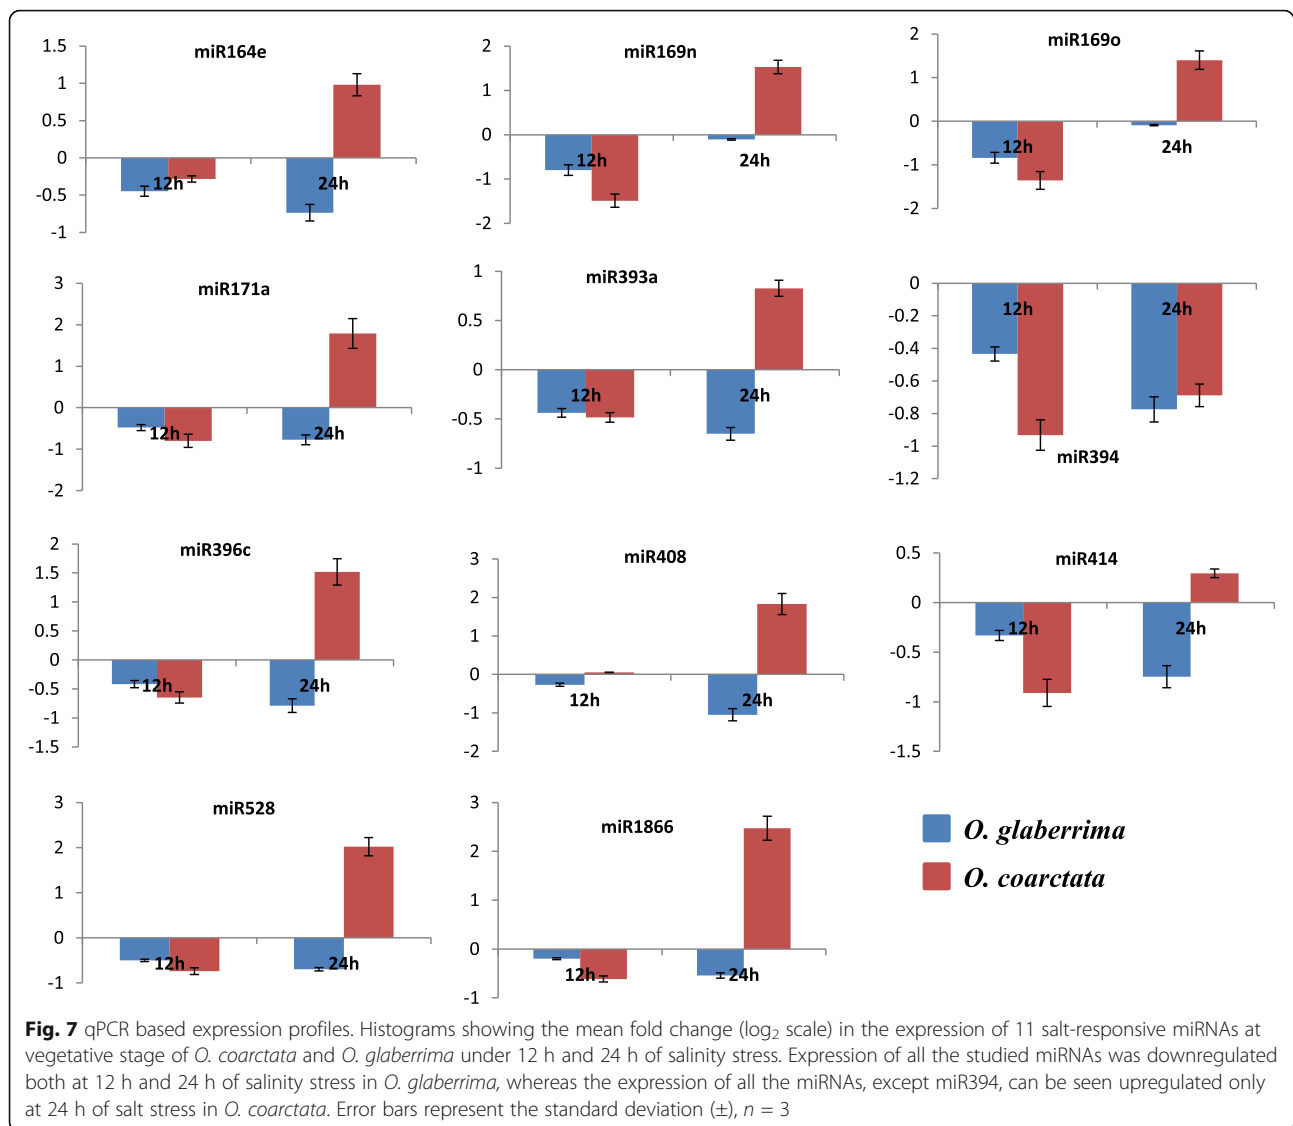 miR164e
1.5
1
0.5
0
-0.5
-1
12h
24h
miR169n
2
1
0
-1
-2
12h
24h
miR169o
2
1
0
-1
-2
12h
24h
miR171a
3
2
1
0
-1
-2
12h
24h
miR393a
1
0.5
0
-0.5
-1
12h
24h
0
-0.2
-0.4
-0.6
-0.8
-1
-1.2
12h
24h
miR394
miR396c
2
1.5
1
0.5
0
-0.5
-1
-1.5
12h
24h
miR408
3
2
1
0
-1
-2
12h
24h
miR414
0.5
0
-0.5
-1
-1.5
12h
24h
miR528
3
2
1
0
-1
12h
24h
miR1866
3
2
1
0
-1
12h
24h
O. glaberrima
O. coarctata
Fig. 7 qPCR based expression profiles. Histograms showing the mean fold change (log₂ scale) in the expression of 11 salt-responsive miRNAs at
vegetative stage of O. coarctata and O. glaberrima under 12 h and 24 h of salinity stress. Expression of all the studied miRNAs was downregulated
both at 12 h and 24 h of salinity stress in O. glaberrima, whereas the expression of all the miRNAs, except miR394, can be seen upregulated only
at 24 h of salt stress in O. coarctata. Error bars represent the standard deviation (±), n = 3